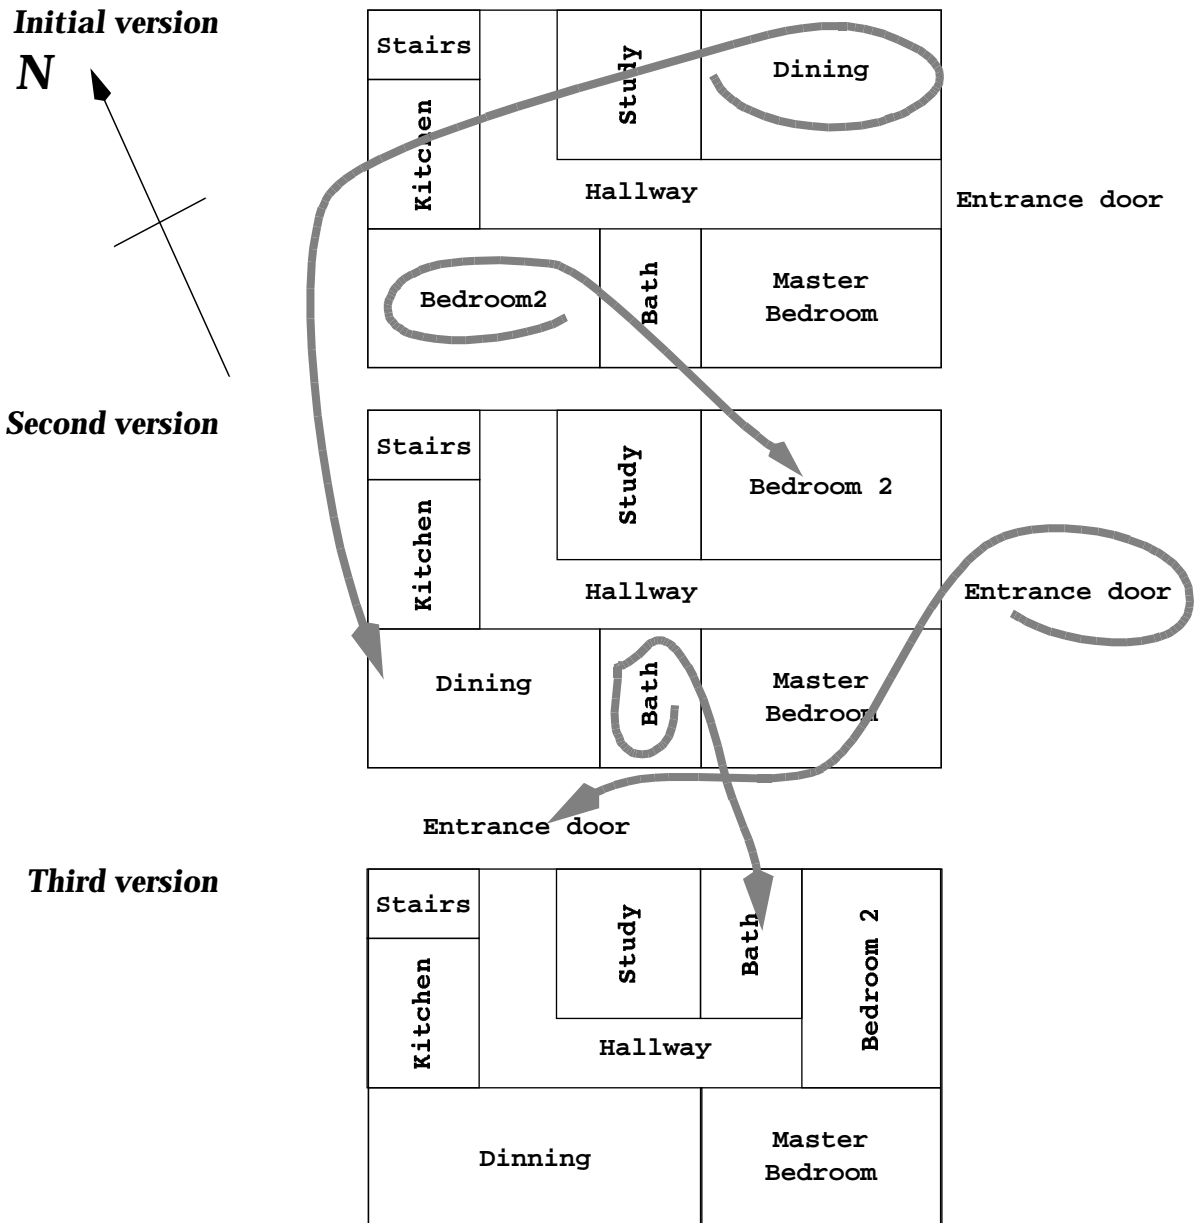 Initial version
N
Stairs
Study
Dining
Kitchen
Hallway
Entrance door
Bedroom2
Bath
Master
Bedroom
Second version
Stairs
Study
Bedroom 2
Kitchen
Hallway
Entrance door
Dining
Bath
Master
Bedroom
Entrance door
Third version
Stairs
Study
Bath
Bedroom 2
Kitchen
Hallway
Dinning
Master
Bedroom